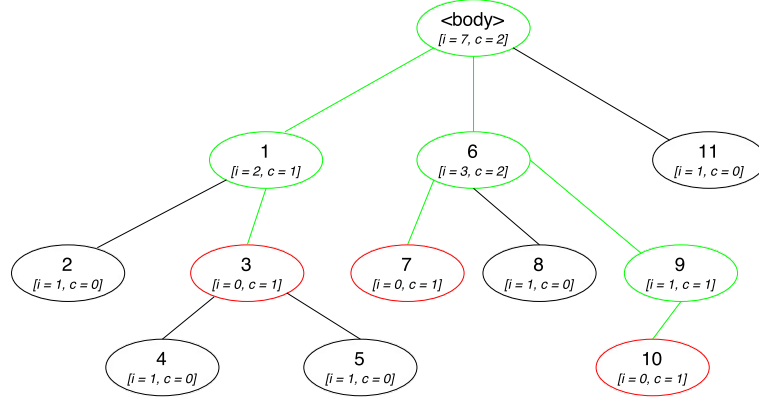 <body>
[i = 7, c = 2]
1
[i = 2, c = 1]
6
[i = 3, c = 2]
11
[i = 1, c = 0]
2
[i = 1, c = 0]
3
[i = 0, c = 1]
7
[i = 0, c = 1]
8
[i = 1, c = 0]
9
[i = 1, c = 1]
4
[i = 1, c = 0]
5
[i = 1, c = 0]
10
[i = 0, c = 1]